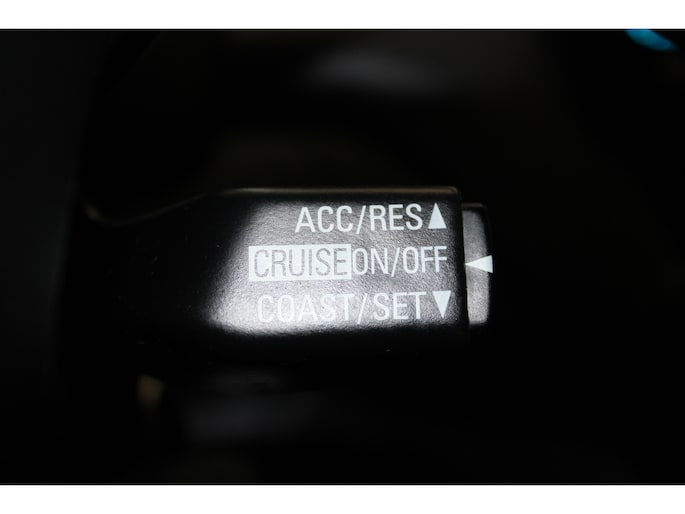 ACC/RES▲
CRUISE ON/OFF ◀
COAST/SET▼